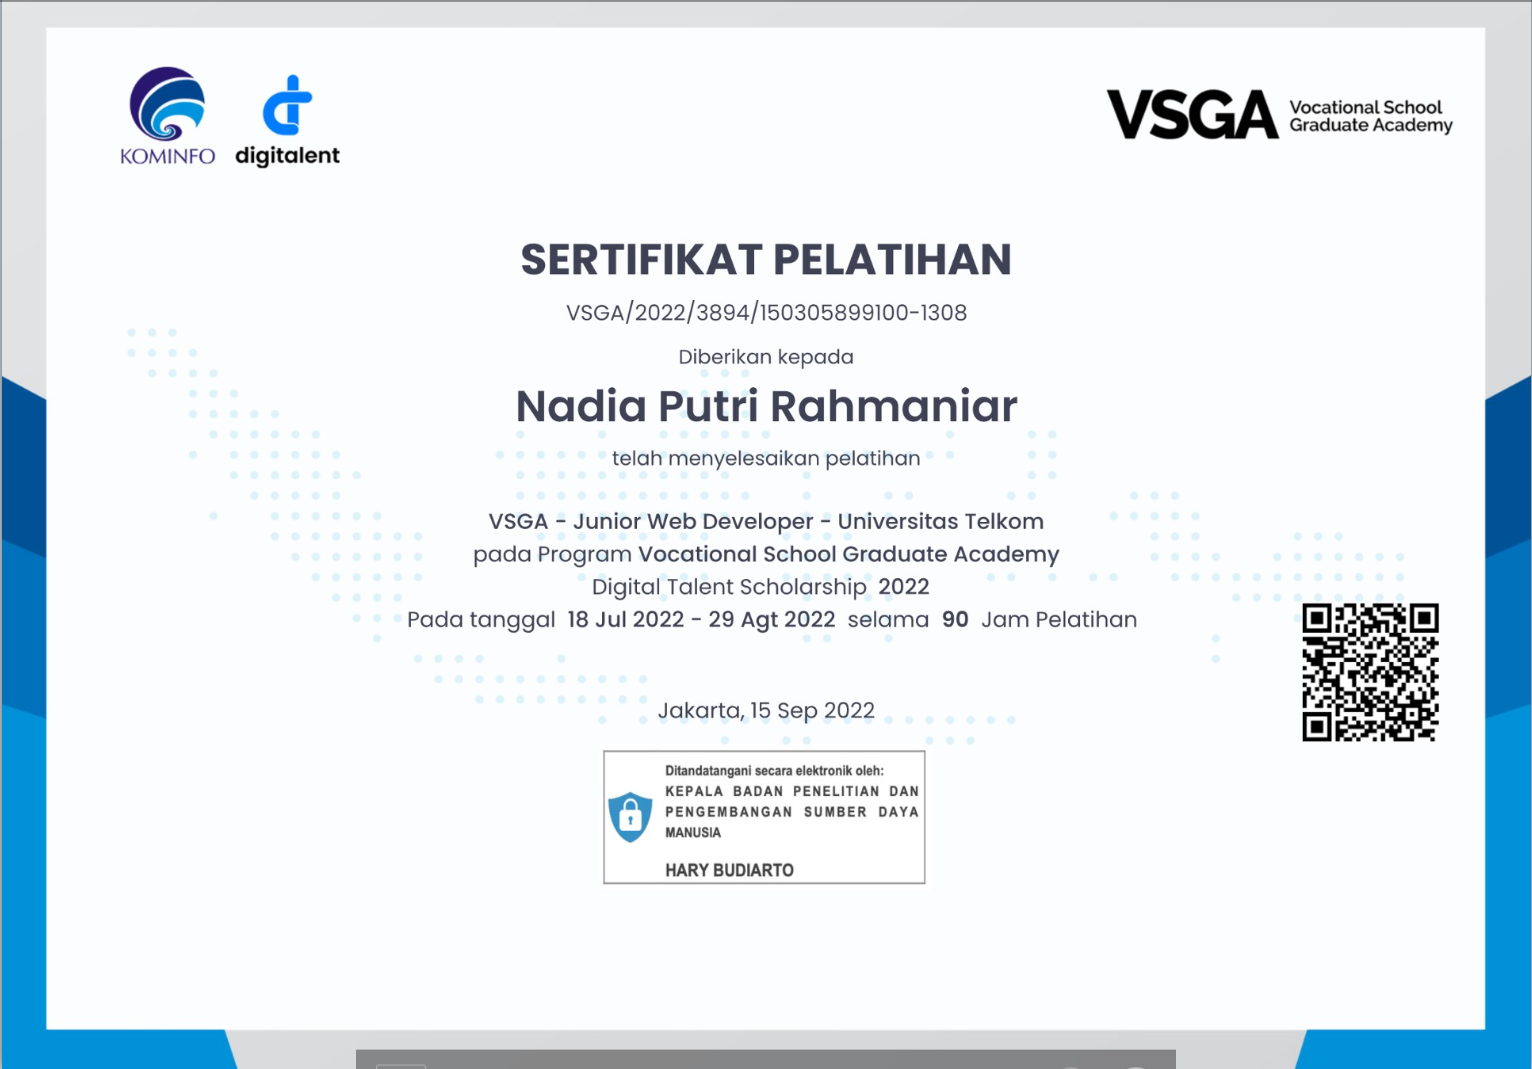 KOMINFO
digitalent
VSGA Vocational School
Graduate Academy
SERTIFIKAT PELATIHAN
VSGA/2022/3894/150305899100-1308
Diberikan kepada
Nadia Putri Rahmaniar
telah menyelesaikan pelatihan
VSGA - Junior Web Developer - Universitas Telkom
pada Program Vocational School Graduate Academy
Digital Talent Scholarship 2022
Pada tanggal 18 Jul 2022 - 29 Agt 2022 selama 90 Jam Pelatihan
Jakarta, 15 Sep 2022
Ditandatangani secara elektronik oleh:
KEPALA BADAN PENELITIAN DAN
PENGEMBANGAN SUMBER DAYA
MANUSIA
HARY BUDIARTO